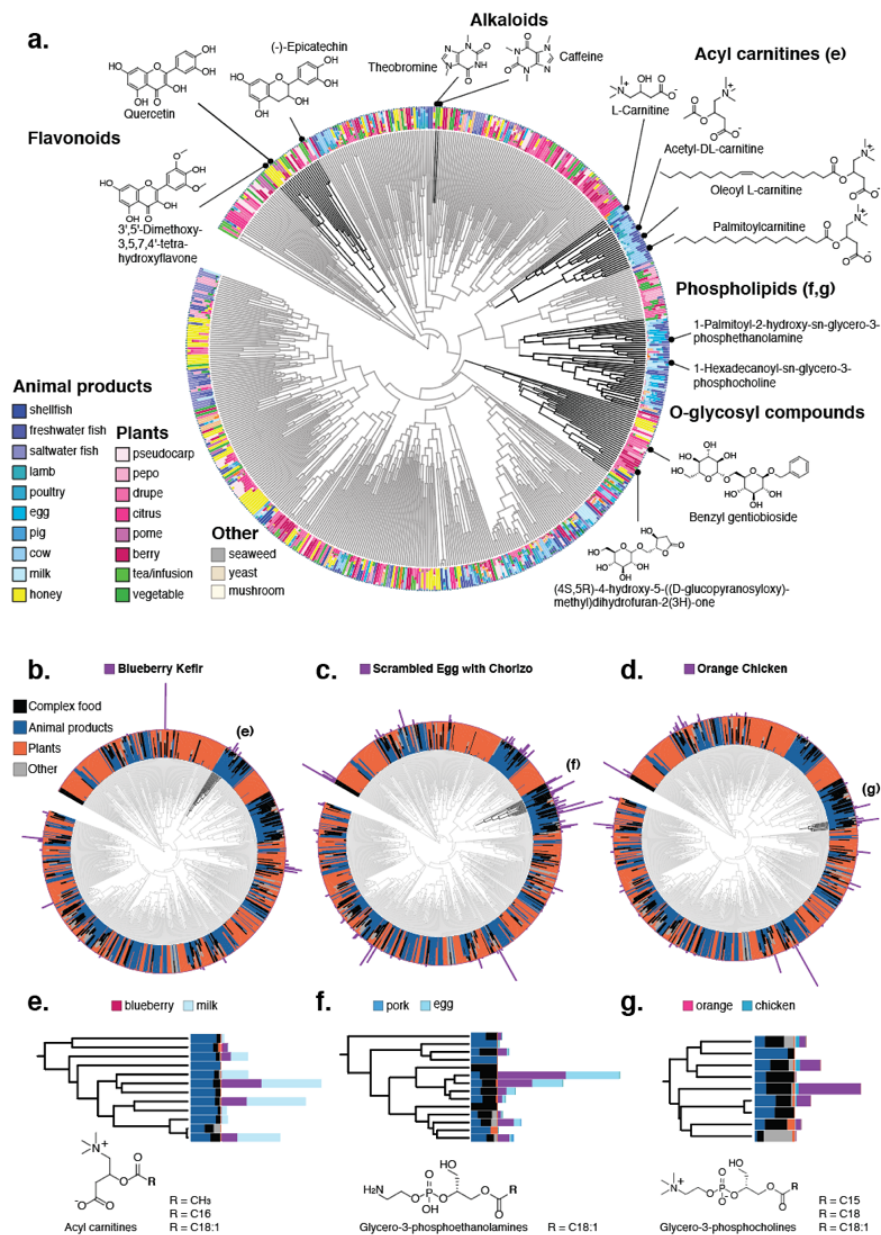 a.
Alkaloids
(-)-Epicatechin
Theobromine
Caffeine
Acyl carnitines (e)
Quercetin
L-Carnitine
Flavonoids
Acetyl-DL-carnitine
Oleoyl L-carnitine
Palmitoylcarnitine
3',5'-Dimethoxy-
3,5,7,4'-tetra-
hydroxyflavone
Phospholipids (f,g)
1-Palmitoyl-2-hydroxy-sn-glycero-3-
phosphethanolamine
1-Hexadecanoyl-sn-glycero-3-
phosphocholine
O-glycosyl compounds
Benzyl gentiobioside
(4S,5R)-4-hydroxy-5-((D-glucopyranosyloxy)-
methyl)dihydrofuran-2(3H)-one
Animal products
shellfish
freshwater fish
saltwater fish
lamb
poultry
egg
pig
cow
milk
honey
Plants
pseudocarp
pepo
drupe
citrus
pome
berry
tea/infusion
vegetable
Other
seaweed
yeast
mushroom
b.
Blueberry Kefir
c.
Scrambled Egg with Chorizo
d.
Orange Chicken
Complex food
Animal products
Plants
Other
(e)
(f)
(g)
e.
blueberry
milk
f.
pork
egg
g.
orange
chicken
Acyl carnitines
R = CH₃
R = C16
R = C18:1
Glycero-3-phosphoethanolamines
R = C18:1
Glycero-3-phosphocholines
R = C15
R = C18
R = C18:1